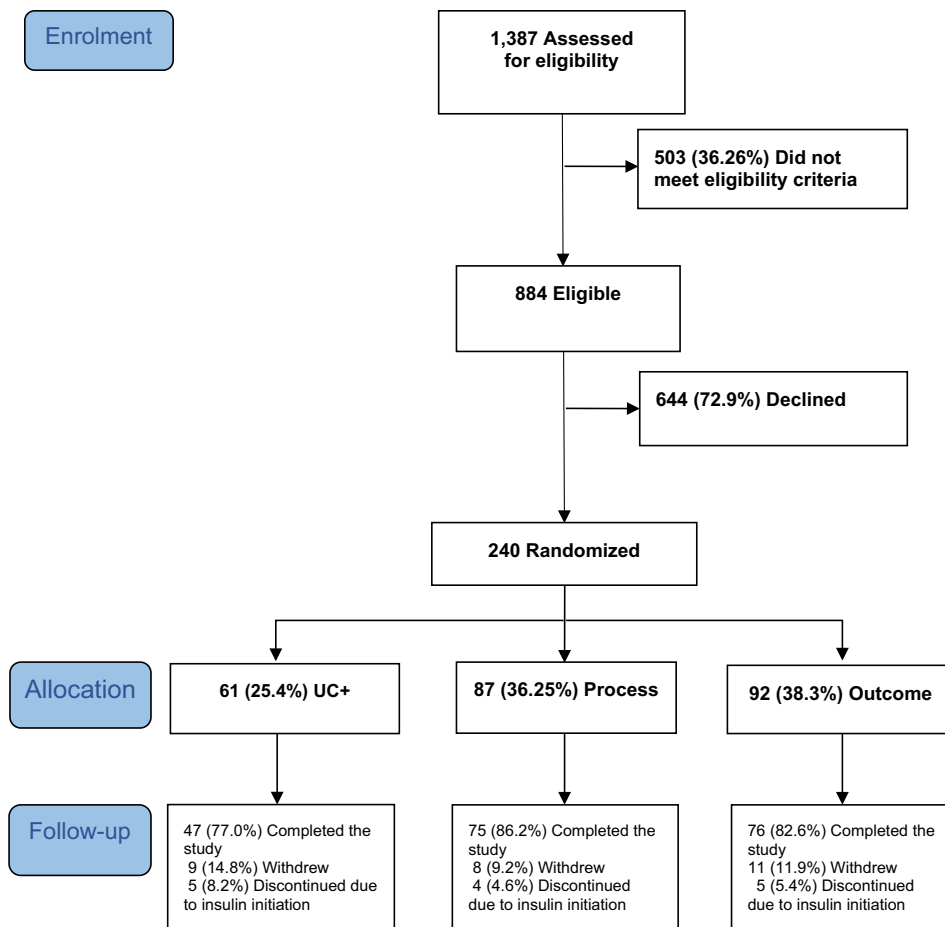 Enrolment
1,387 Assessed
for eligibility
503 (36.26%) Did not
meet eligibility criteria
884 Eligible
644 (72.9%) Declined
240 Randomized
Allocation
61 (25.4%) UC+
87 (36.25%) Process
92 (38.3%) Outcome
Follow-up
47 (77.0%) Completed the
study
9 (14.8%) Withdrew
5 (8.2%) Discontinued due
to insulin initiation
75 (86.2%) Completed the
study
8 (9.2%) Withdrew
4 (4.6%) Discontinued
due to insulin initiation
76 (82.6%) Completed the
study
11 (11.9%) Withdrew
5 (5.4%) Discontinued
due to insulin initiation